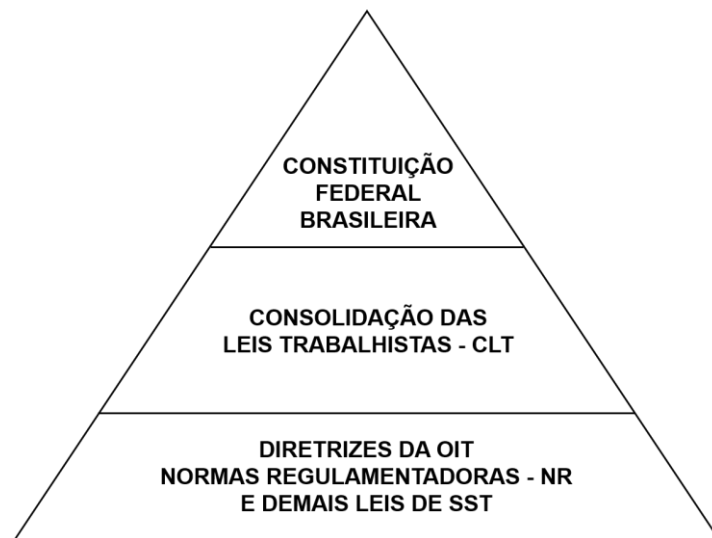 CONSTITUIÇÃO
FEDERAL
BRASILEIRA
CONSOLIDAÇÃO DAS
LEIS TRABALHISTAS - CLT
DIRETRIZES DA OIT
NORMAS REGULAMENTADORAS - NR
E DEMAIS LEIS DE SST